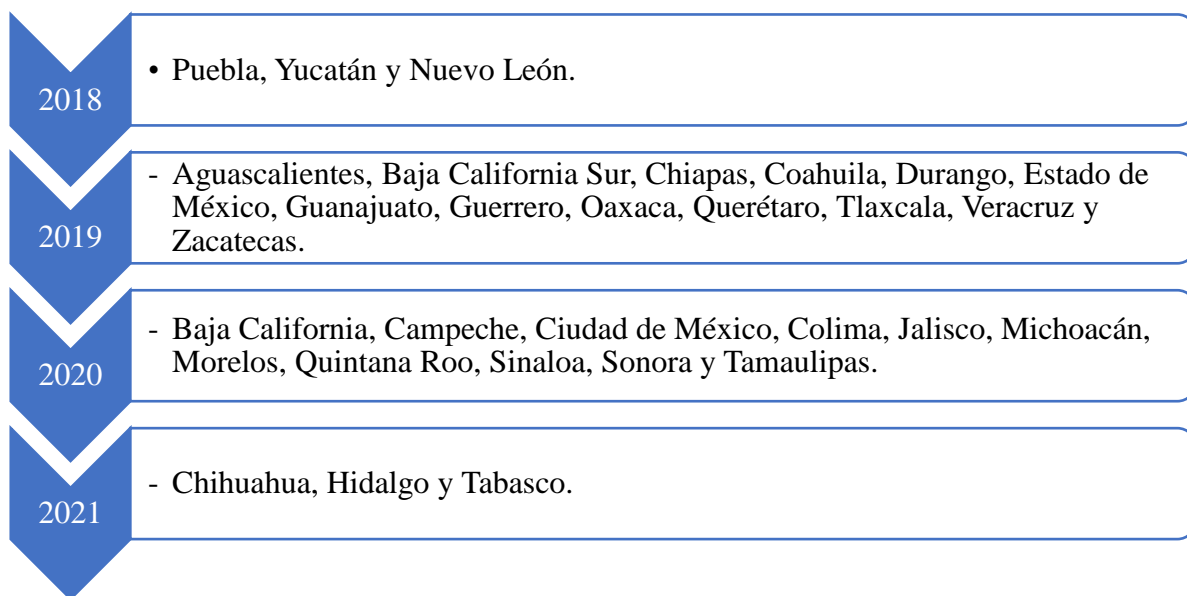 2018
• Puebla, Yucatán y Nuevo León.
2019
- Aguascalientes, Baja California Sur, Chiapas, Coahuila, Durango, Estado de
México, Guanajuato, Guerrero, Oaxaca, Querétaro, Tlaxcala, Veracruz y
Zacatecas.
2020
- Baja California, Campeche, Ciudad de México, Colima, Jalisco, Michoacán,
Morelos, Quintana Roo, Sinaloa, Sonora y Tamaulipas.
2021
- Chihuahua, Hidalgo y Tabasco.